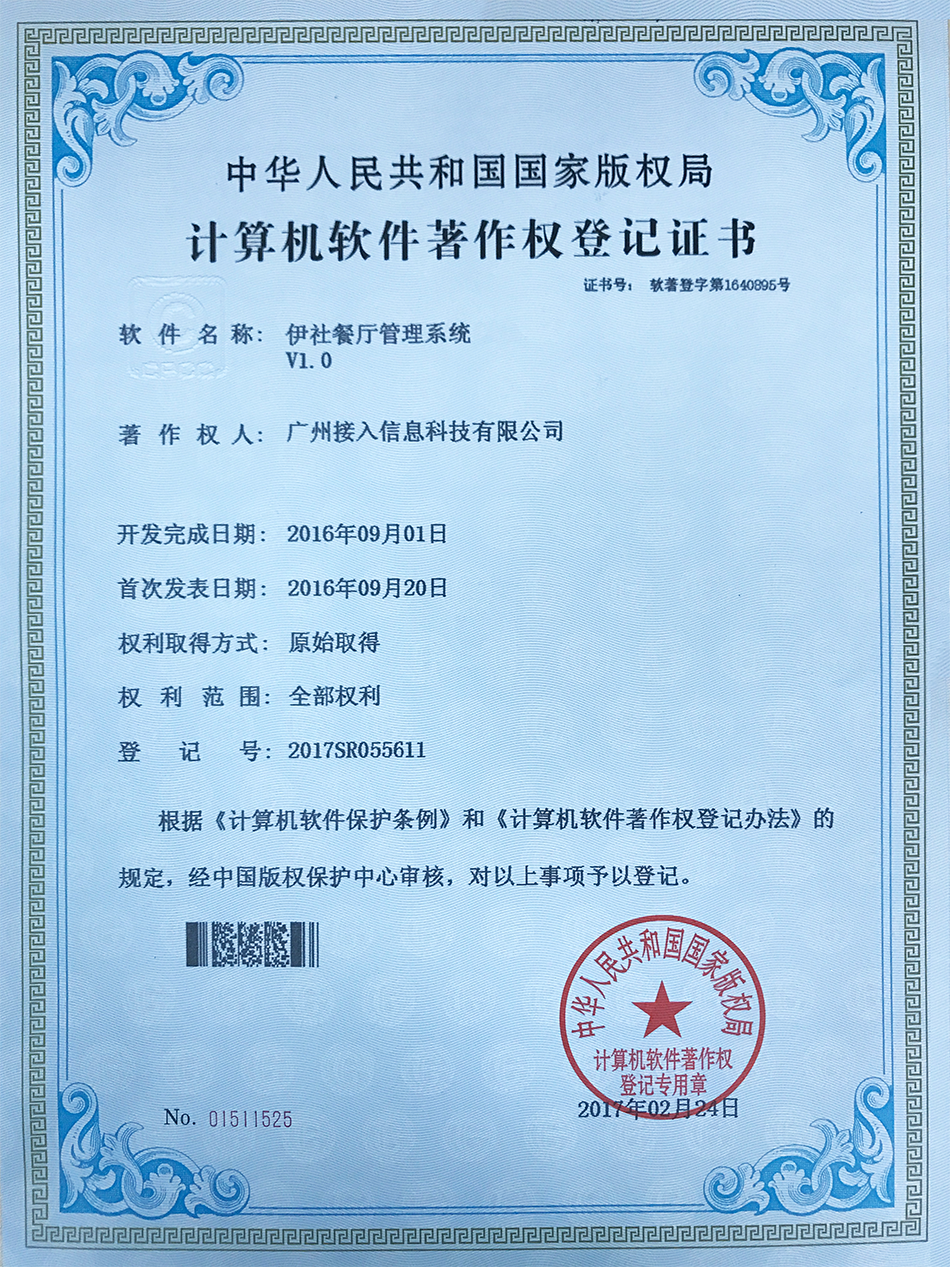 中华人民共和国国家版权局
计算机软件著作权登记证书
证书号： 软著登字第1640895号
软件名称： 伊社餐厅管理系统
V1.0
CPCC
著作权人： 广州接入信息科技有限公司
开发完成日期： 2016年09月01日
首次发表日期： 2016年09月20日
权利取得方式： 原始取得
权利范围： 全部权利
登记号： 2017SR055611
根据《计算机软件保护条例》和《计算机软件著作权登记办法》的
规定，经中国版权保护中心审核，对以上事项予以登记。
中华人民共和国国家版权局
计算机软件著作权
登记专用章
2017年02月24日
No. 01511525